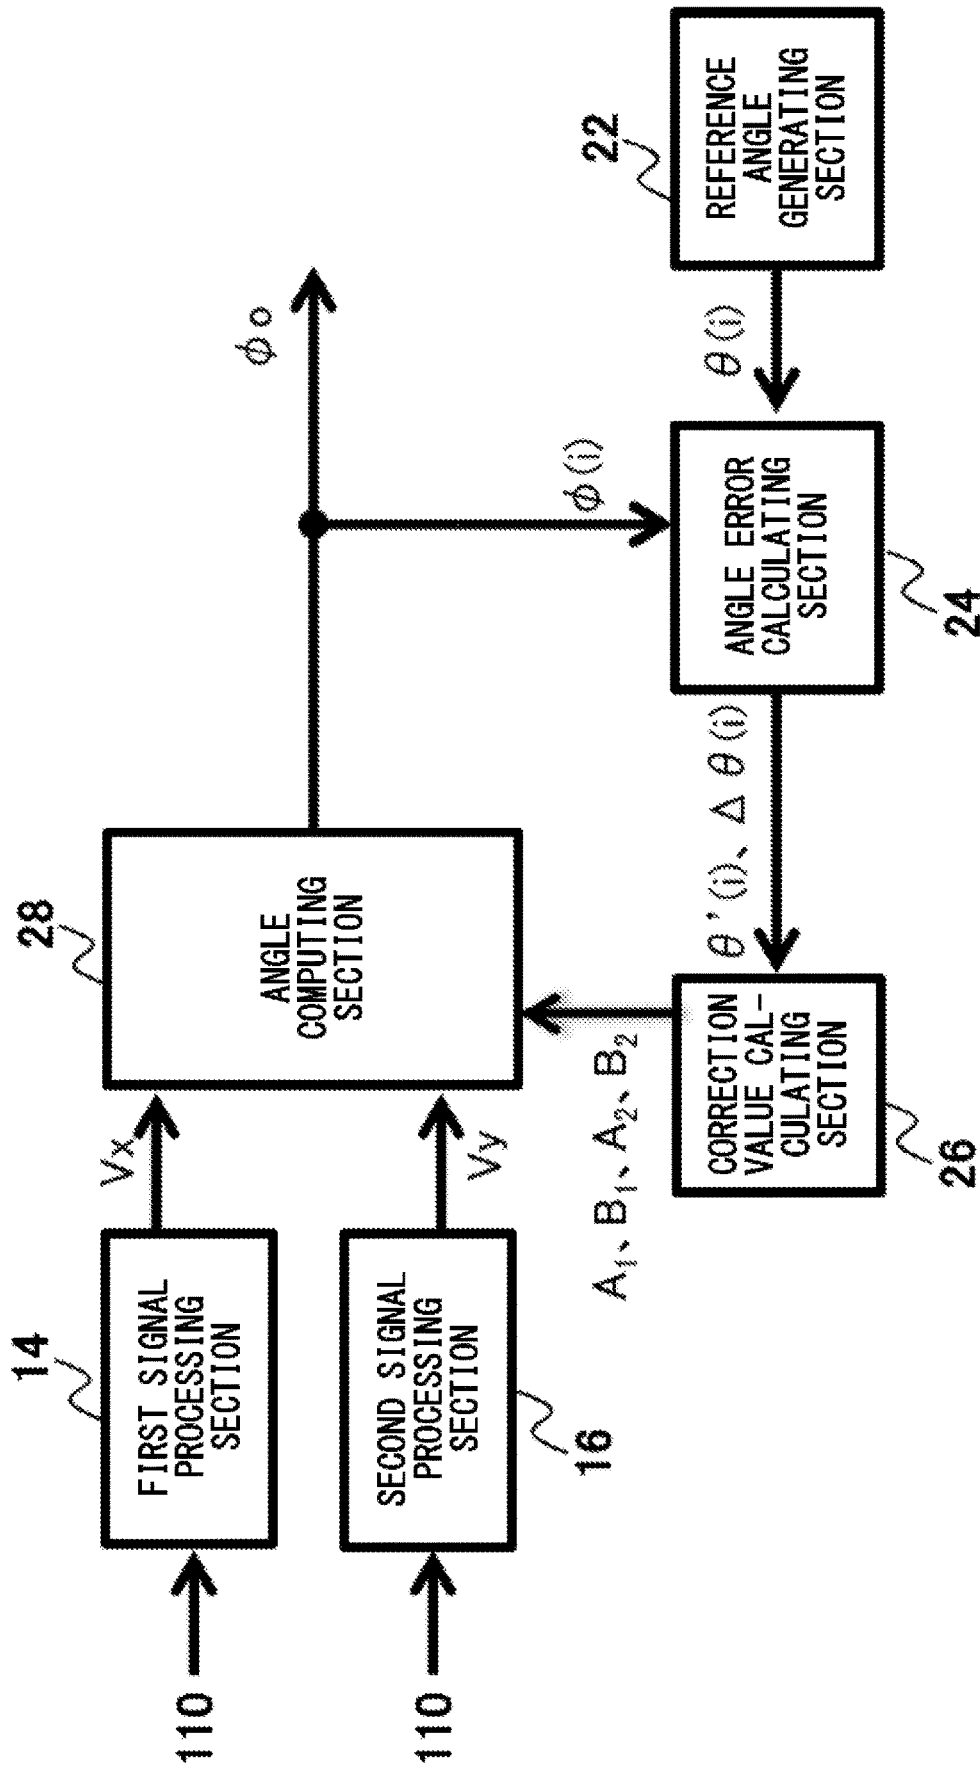 110
14
FIRST SIGNAL
PROCESSING
SECTION
Vx
110
16
SECOND SIGNAL
PROCESSING
SECTION
Vy
28
ANGLE
COMPUTING
SECTION
ϕo
A₁、B₁、A₂、B₂
ϕ(i)
26
CORRECTION
VALUE CAL-
CULATING
SECTION
θ'(i)、Δθ(i)
24
ANGLE ERROR
CALCULATING
SECTION
θ(i)
22
REFERENCE
ANGLE
GENERATING
SECTION